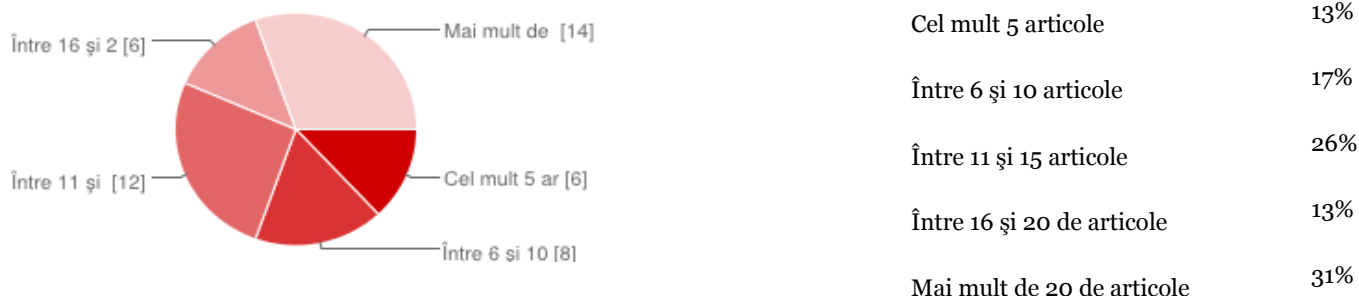 Între 16 şi 2 [6]
Mai mult de  [14]
Între 11 şi  [12]
Cel mult 5 ar [6]
Între 6 şi 10 [8]
Cel mult 5 articole 13%
Între 6 şi 10 articole 17%
Între 11 şi 15 articole 26%
Între 16 şi 20 de articole 13%
Mai mult de 20 de articole 31%